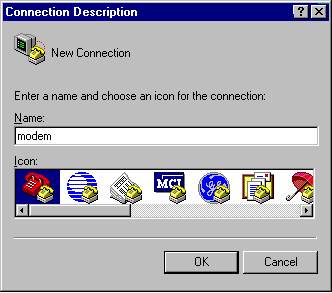 Connection Description
New Connection
Enter a name and choose an icon for the connection:
Name:
modem
Icon:
MCI
OK
Cancel